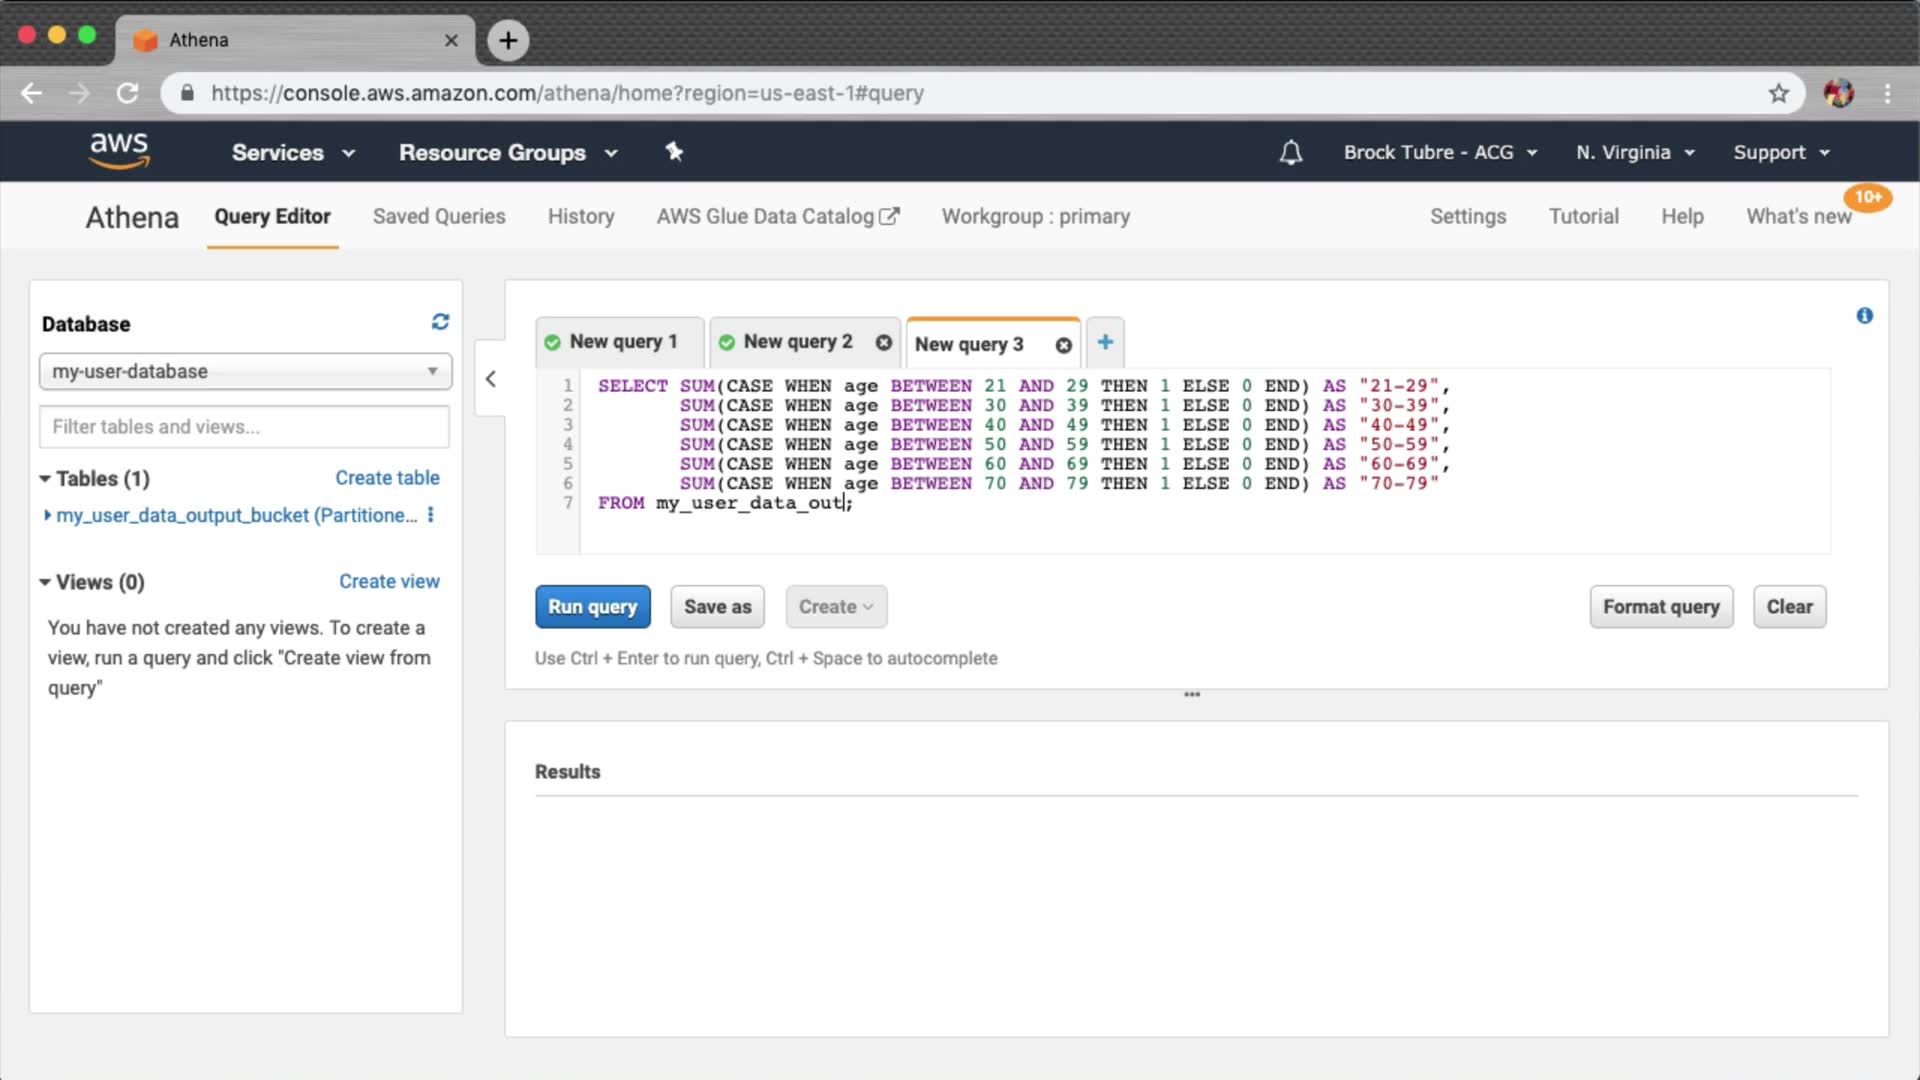 Athena
https://console.aws.amazon.com/athena/home?region=us-east-1#query
aws Services Resource Groups Brock Tubre - ACG N. Virginia Support
Athena Query Editor Saved Queries History AWS Glue Data Catalog Workgroup : primary Settings Tutorial Help What's new 10+
Database
my-user-database
Filter tables and views...
Tables (1) Create table
my_user_data_output_bucket (Partitione...
Views (0) Create view
You have not created any views. To create a
view, run a query and click "Create view from
query"
New query 1 New query 2 New query 3
1 SELECT SUM(CASE WHEN age BETWEEN 21 AND 29 THEN 1 ELSE 0 END) AS "21-29",
2 SUM(CASE WHEN age BETWEEN 30 AND 39 THEN 1 ELSE 0 END) AS "30-39",
3 SUM(CASE WHEN age BETWEEN 40 AND 49 THEN 1 ELSE 0 END) AS "40-49",
4 SUM(CASE WHEN age BETWEEN 50 AND 59 THEN 1 ELSE 0 END) AS "50-59",
5 SUM(CASE WHEN age BETWEEN 60 AND 69 THEN 1 ELSE 0 END) AS "60-69",
6 SUM(CASE WHEN age BETWEEN 70 AND 79 THEN 1 ELSE 0 END) AS "70-79"
7 FROM my_user_data_out;
Run query Save as Create Format query Clear
Use Ctrl + Enter to run query, Ctrl + Space to autocomplete
Results